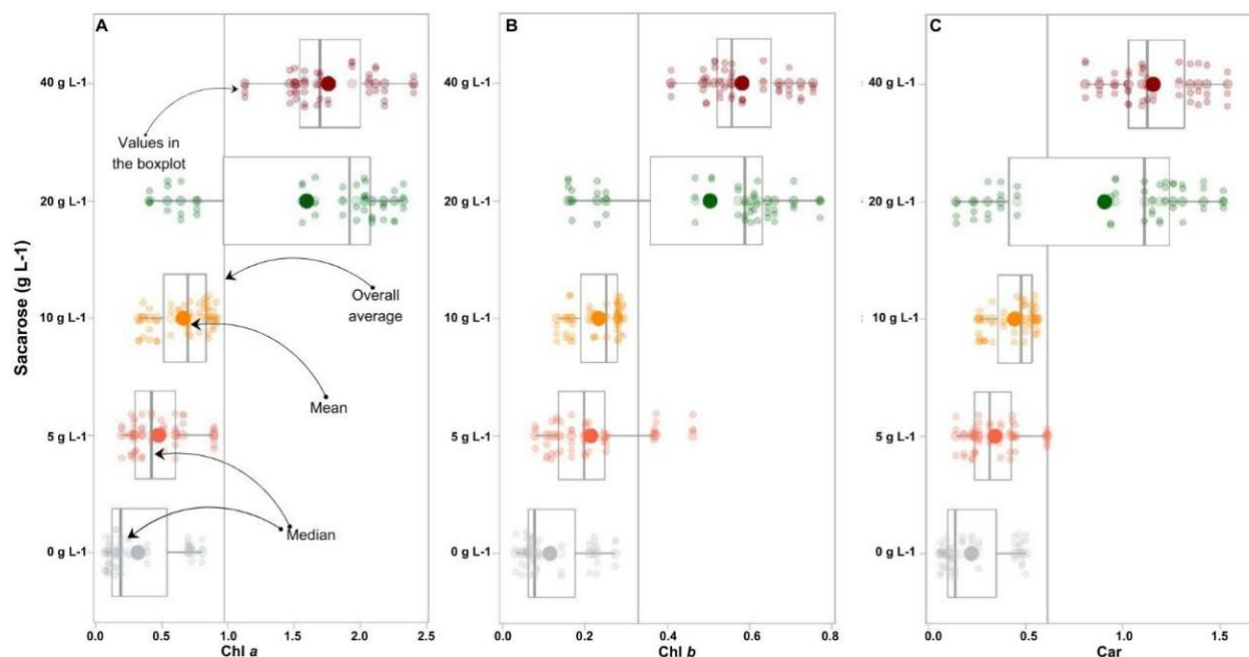 A
B
C
Sacarose (g L-1)
40 g L-1
20 g L-1
10 g L-1
5 g L-1
0 g L-1
Values in
the boxplot
Overall
average
Mean
Median
0.0 0.5 1.0 1.5 2.0 2.5
Chl a
40 g L-1
20 g L-1
10 g L-1
5 g L-1
0 g L-1
0.0 0.2 0.4 0.6 0.8
Chl b
40 g L-1
20 g L-1
10 g L-1
5 g L-1
0 g L-1
0.0 0.5 1.0 1.5
Car